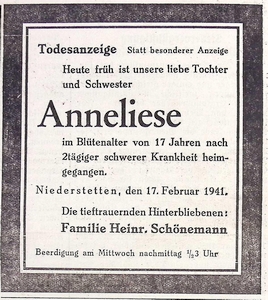 Todesanzeige Statt besonderer Anzeige
Heute früh ist unsere liebe Tochter
und Schwester
Anneliese
im Blütenalter von 17 Jahren nach
2tägiger schwerer Krankheit heim-
gegangen.
Niederstetten, den 17. Februar 1941.
Die tieftrauernden Hinterbliebenen:
Familie Heinr. Schönemann
Beerdigung am Mittwoch nachmittag ½3 Uhr.